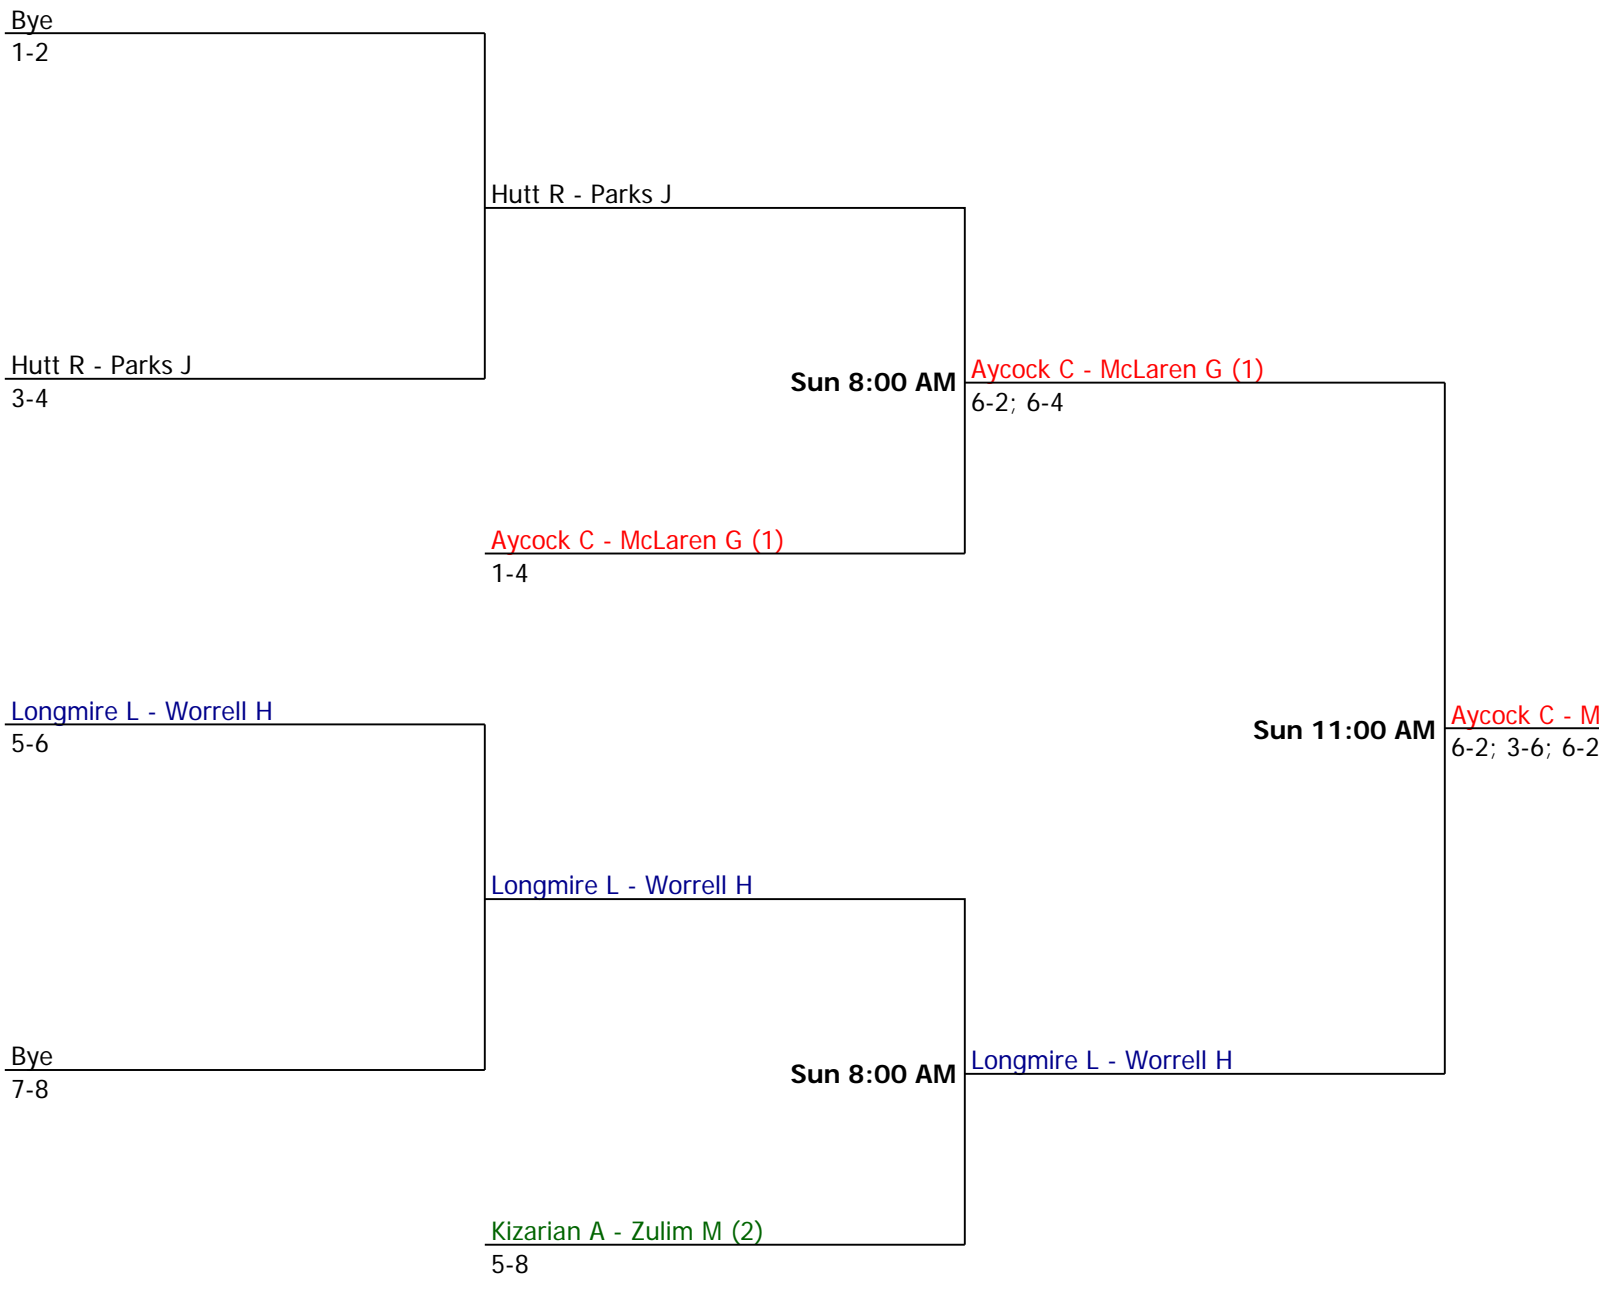 Bye
1-2
Hutt R - Parks J
Hutt R - Parks J
3-4
Sun 8:00 AM
Aycock C - McLaren G (1)
6-2; 6-4
Aycock C - McLaren G (1)
1-4
Longmire L - Worrell H
5-6
Sun 11:00 AM
Aycock C - M
6-2; 3-6; 6-2
Longmire L - Worrell H
Bye
7-8
Sun 8:00 AM
Longmire L - Worrell H
Kizarian A - Zulim M (2)
5-8